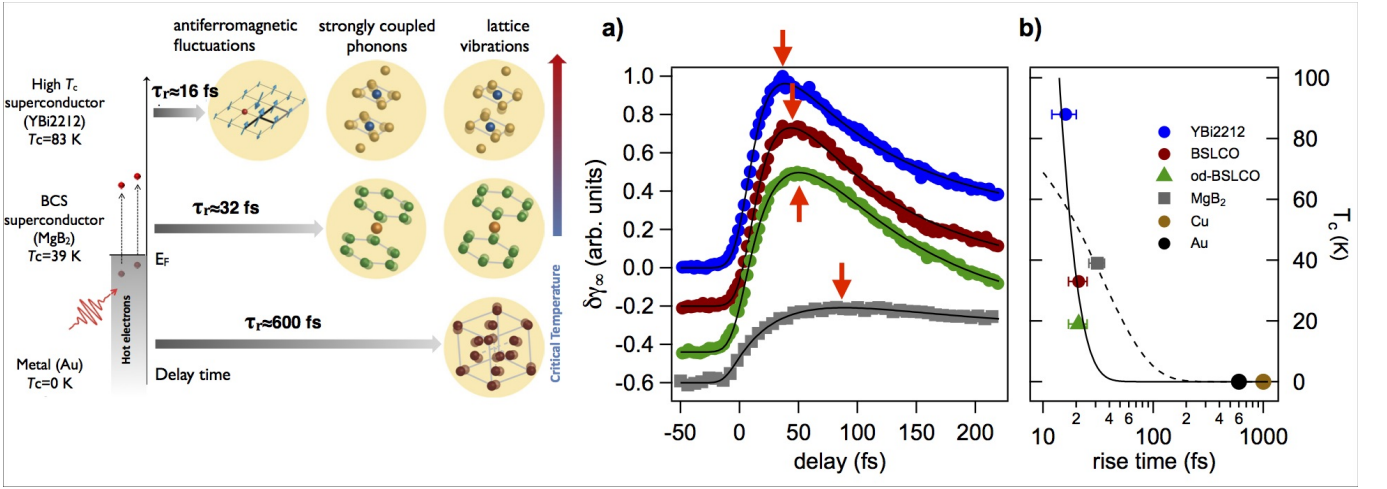 antiferromagnetic
fluctuations
strongly coupled
phonons
lattice
vibrations
High Tc
superconductor
(YBi2212)
Tc=83 K
τr≈16 fs
BCS
superconductor
(MgB2)
Tc=39 K
τr≈32 fs
EF
Hot electrons
τr≈600 fs
Metal (Au)
Tc=0 K
Delay time
Critical Temperature
a)
δγ∞ (arb. units)
1.0
0.8
0.6
0.4
0.2
0.0
-0.2
-0.4
-0.6
-50
0
50
100
150
200
delay (fs)
b)
YBi2212
BSLCO
od-BSLCO
MgB2
Cu
Au
100
80
60
40
20
0
Tc (K)
10
2
4
6
100
2
4
6
1000
rise time (fs)